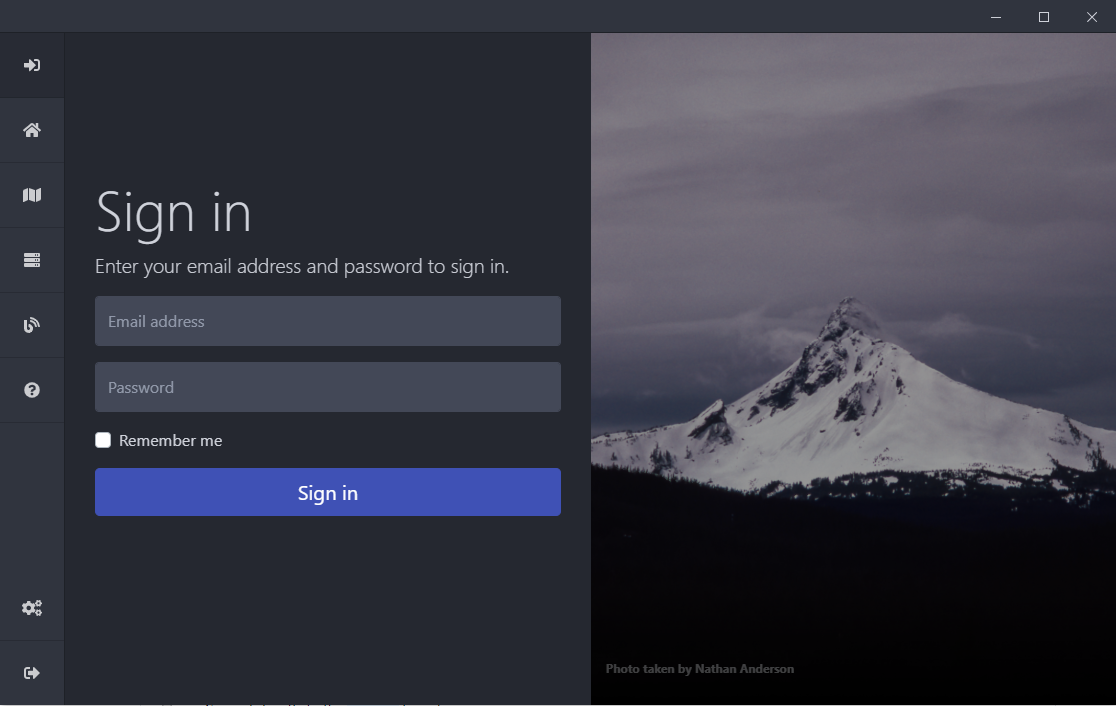 Sign in
Enter your email address and password to sign in.
Email address
Password
Remember me
Sign in
Photo taken by Nathan Anderson